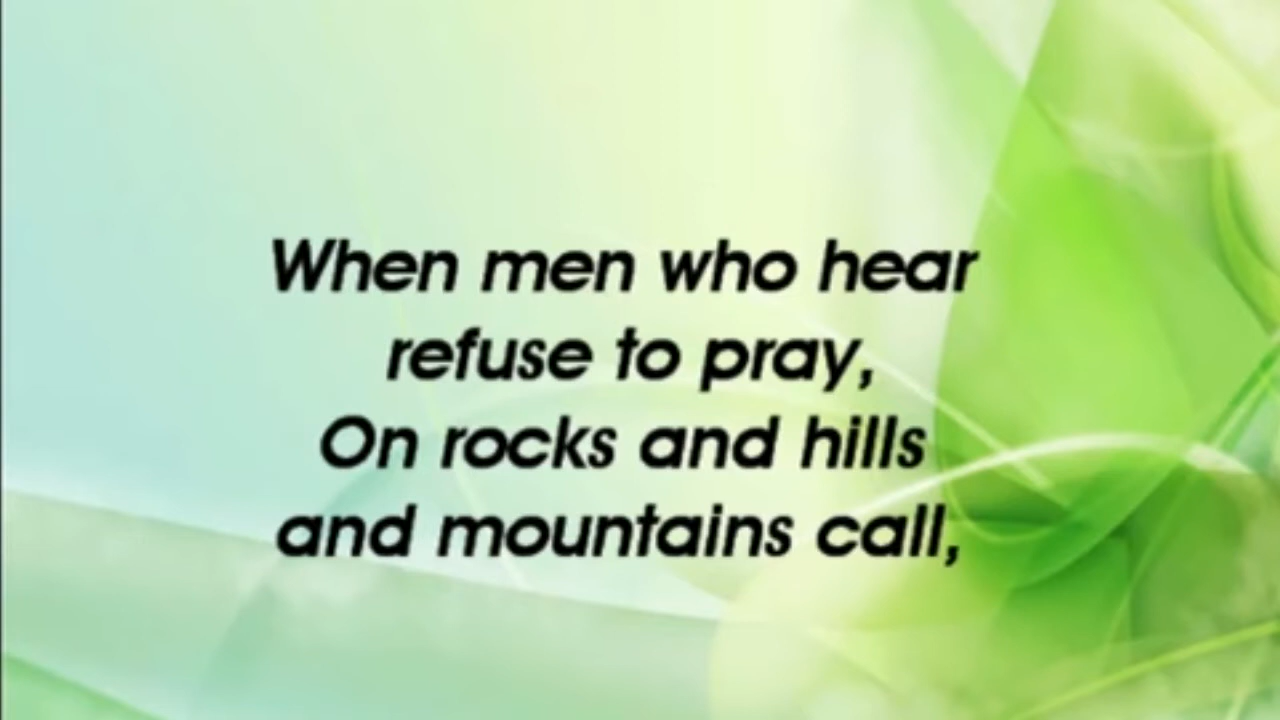 When men who hear
refuse to pray,
On rocks and hills
and mountains call,